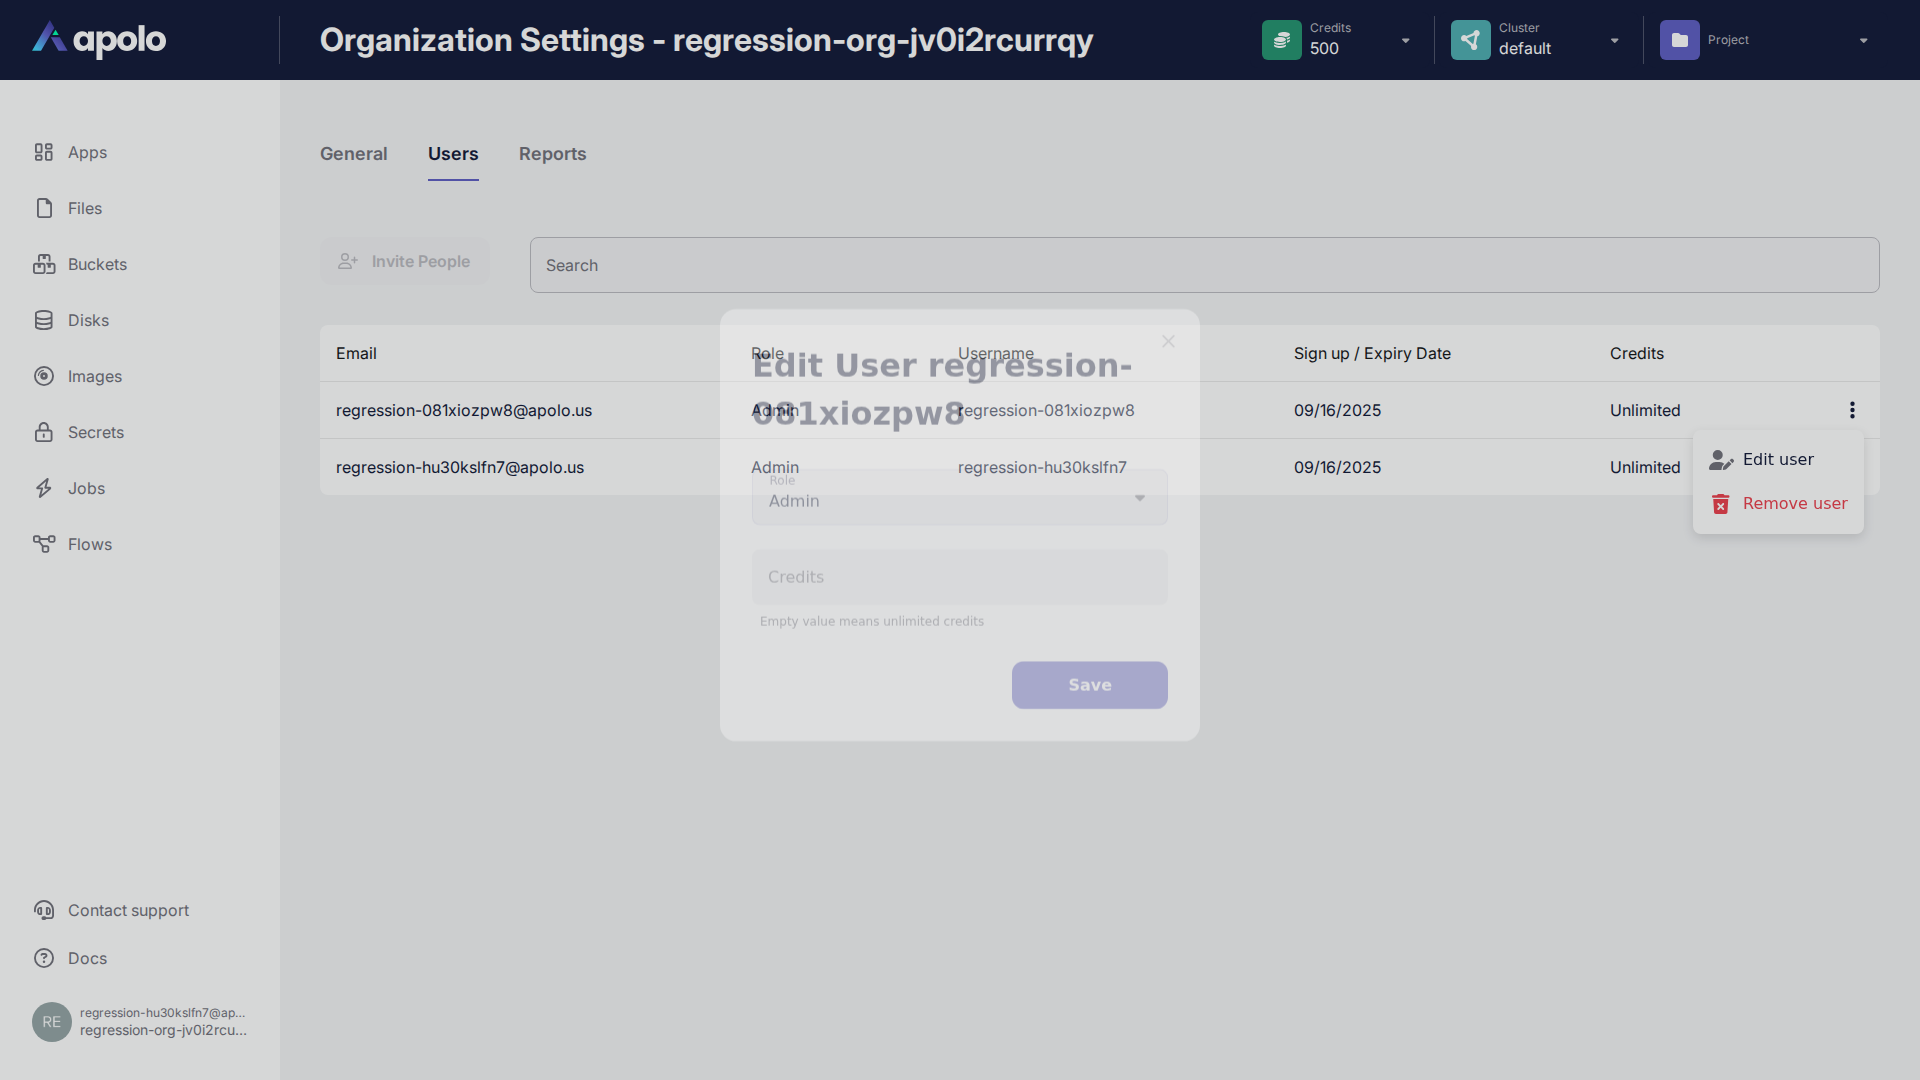 apolo
Organization Settings - regression-org-jv0i2rcurrqy
Credits
500
Cluster
default
Project
Apps
Files
Buckets
Disks
Images
Secrets
Jobs
Flows
Contact support
Docs
RE
regression-hu30kslfn7@ap...
regression-org-jv0i2rcu...
General
Users
Reports
Invite People
Search
Email
Role
Username
Sign up / Expiry Date
Credits
regression-081xiozpw8@apolo.us
Admin
regression-081xiozpw8
09/16/2025
Unlimited
regression-hu30kslfn7@apolo.us
Admin
regression-hu30kslfn7
09/16/2025
Unlimited
Edit user
Remove user
Edit User regression-
081xiozpw8
Role
Admin
Credits
Empty value means unlimited credits
Save